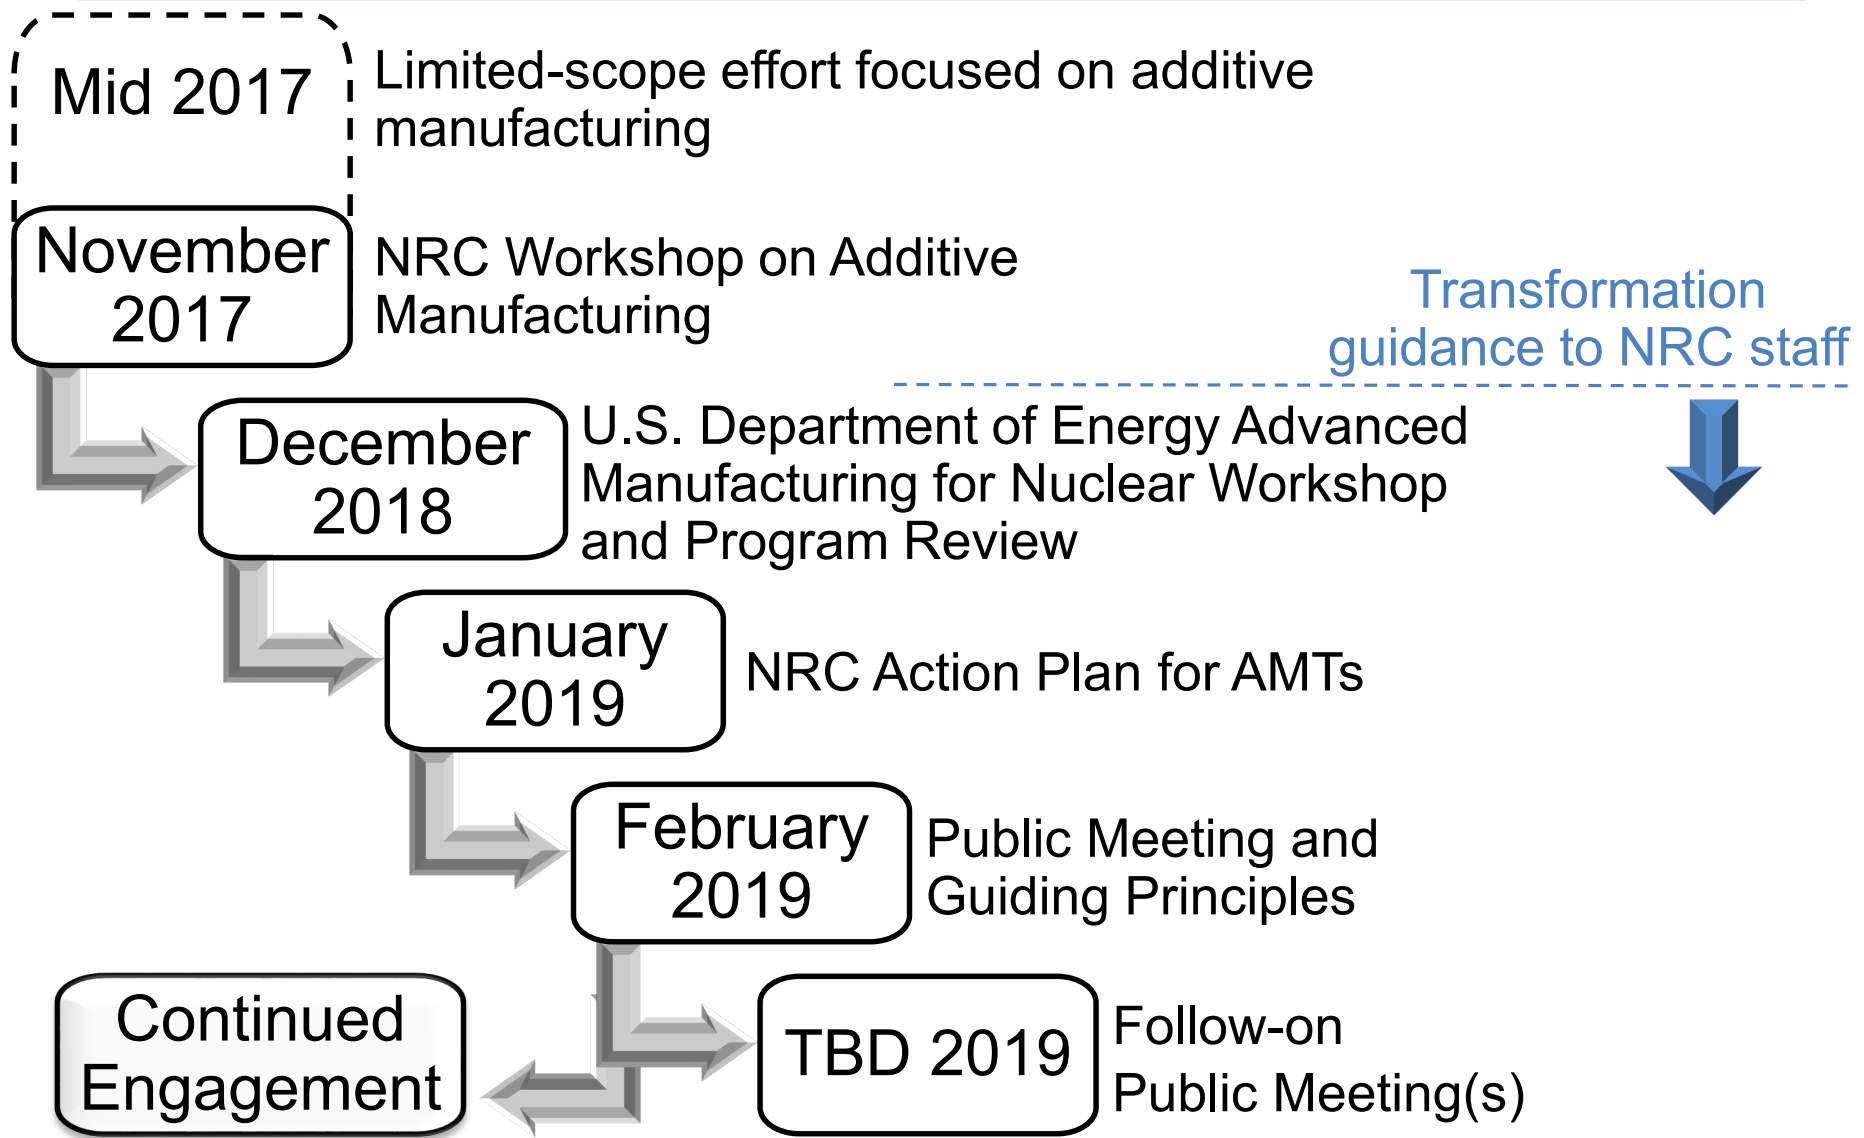 Mid 2017
Limited-scope effort focused on additive
manufacturing
November
2017
NRC Workshop on Additive
Manufacturing
Transformation
guidance to NRC staff
December
2018
U.S. Department of Energy Advanced
Manufacturing for Nuclear Workshop
and Program Review
January
2019
NRC Action Plan for AMTs
February
2019
Public Meeting and
Guiding Principles
Continued
Engagement
TBD 2019
Follow-on
Public Meeting(s)